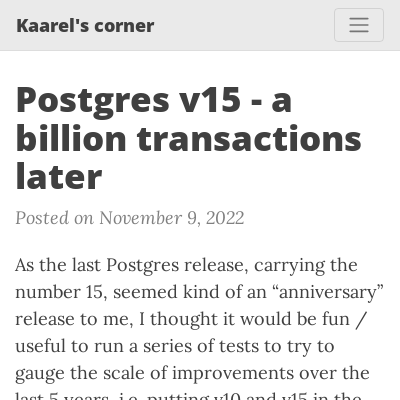 Kaarel's corner
Postgres v15 - a
billion transactions
later
Posted on November 9, 2022
As the last Postgres release, carrying the
number 15, seemed kind of an “anniversary”
release to me, I thought it would be fun /
useful to run a series of tests to try to
gauge the scale of improvements over the
last 5 years, i.e. putting v10 and v15 in the